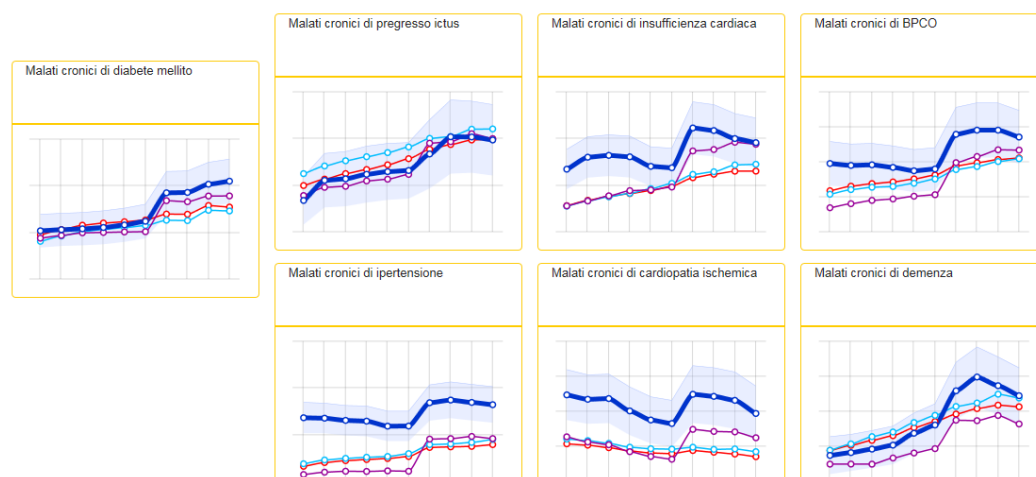 Malati cronici di diabete mellito
Malati cronici di pregresso ictus
Malati cronici di insufficienza cardiaca
Malati cronici di BPCO
Malati cronici di ipertensione
Malati cronici di cardiopatia ischemica
Malati cronici di demenza